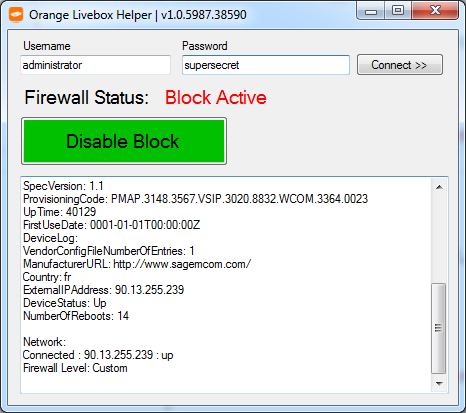 Orange Livebox Helper | v1.0.5987.38590
Username
Password
administrator
supersecret
Connect >>
Firewall Status: Block Active
Disable Block
SpecVersion: 1.1
ProvisioningCode: PMAP.3148.3567.VSIP.3020.8832.WCOM.3364.0023
UpTime: 40129
FirstUseDate: 0001-01-01T00:00:00Z
DeviceLog:
VendorConfigFileNumberOfEntries: 1
ManufacturerURL: http://www.sagemcom.com/
Country: fr
ExternalIPAddress: 90.13.255.239
DeviceStatus: Up
NumberOfReboots: 14
Network:
Connected : 90.13.255.239 : up
Firewall Level: Custom